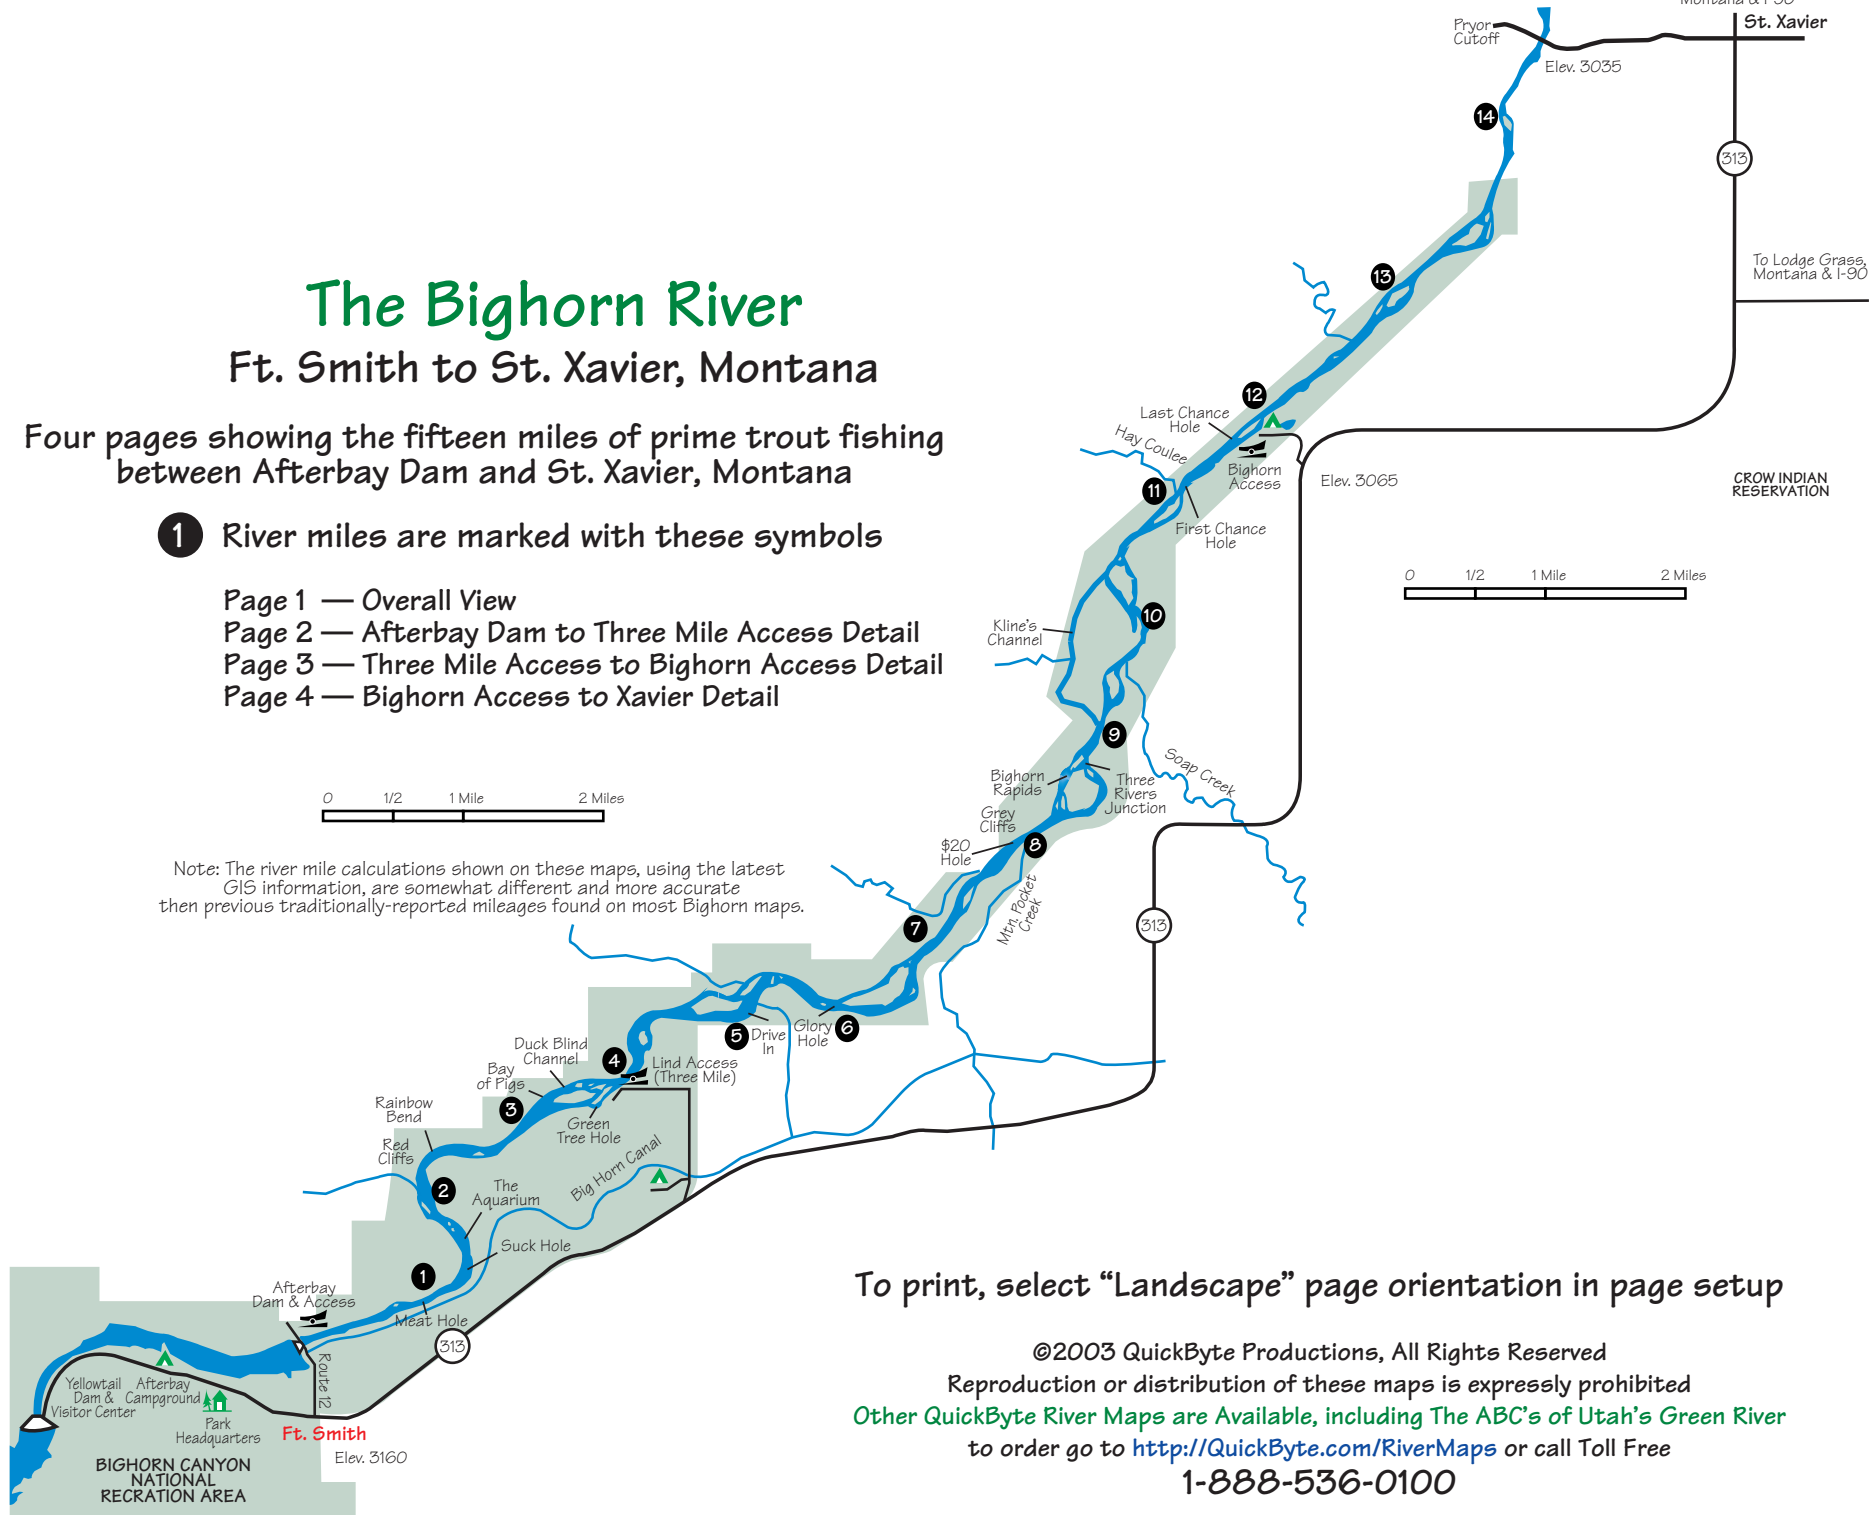 St. Xavier
Pryor
Cutoff
Elev. 3035
14
313
To Lodge Grass,
Montana & I-90
13
The Bighorn River
Ft. Smith to St. Xavier, Montana
Four pages showing the fifteen miles of prime trout fishing
between Afterbay Dam and St. Xavier, Montana
1 River miles are marked with these symbols
Page 1 — Overall View
Page 2 — Afterbay Dam to Three Mile Access Detail
Page 3 — Three Mile Access to Bighorn Access Detail
Page 4 — Bighorn Access to Xavier Detail
12
Last Chance
Hole
Hay Coulee
Bighorn
Access
Elev. 3065
CROW INDIAN
RESERVATION
11
First Chance
Hole
0 1/2 1 Mile 2 Miles
10
Kline's
Channel
9
Soap Creek
Bighorn
Rapids
Three
Rivers
Junction
Grey
Cliffs
8
$20
Hole
0 1/2 1 Mile 2 Miles
Note: The river mile calculations shown on these maps, using the latest
GIS information, are somewhat different and more accurate
then previous traditionally-reported mileages found on most Bighorn maps.
Mtn. Pocket
Creek
7
313
6
Glory
Hole
5
Drive
In
4
Lind Access
(Three Mile)
Duck Blind
Channel
Bay
of Pigs
3
Green
Tree Hole
Rainbow
Bend
Red
Cliffs
Big Horn Canal
2
The
Aquarium
Suck Hole
1
Afterbay
Dam & Access
Meat Hole
313
Route 12
Yellowtail
Dam &
Visitor Center
Afterbay
Campground
Park
Headquarters
Ft. Smith
Elev. 3160
BIGHORN CANYON
NATIONAL
RECRATION AREA
To print, select “Landscape” page orientation in page setup
©2003 QuickByte Productions, All Rights Reserved
Reproduction or distribution of these maps is expressly prohibited
Other QuickByte River Maps are Available, including The ABC's of Utah's Green River
to order go to http://QuickByte.com/RiverMaps or call Toll Free
1-888-536-0100